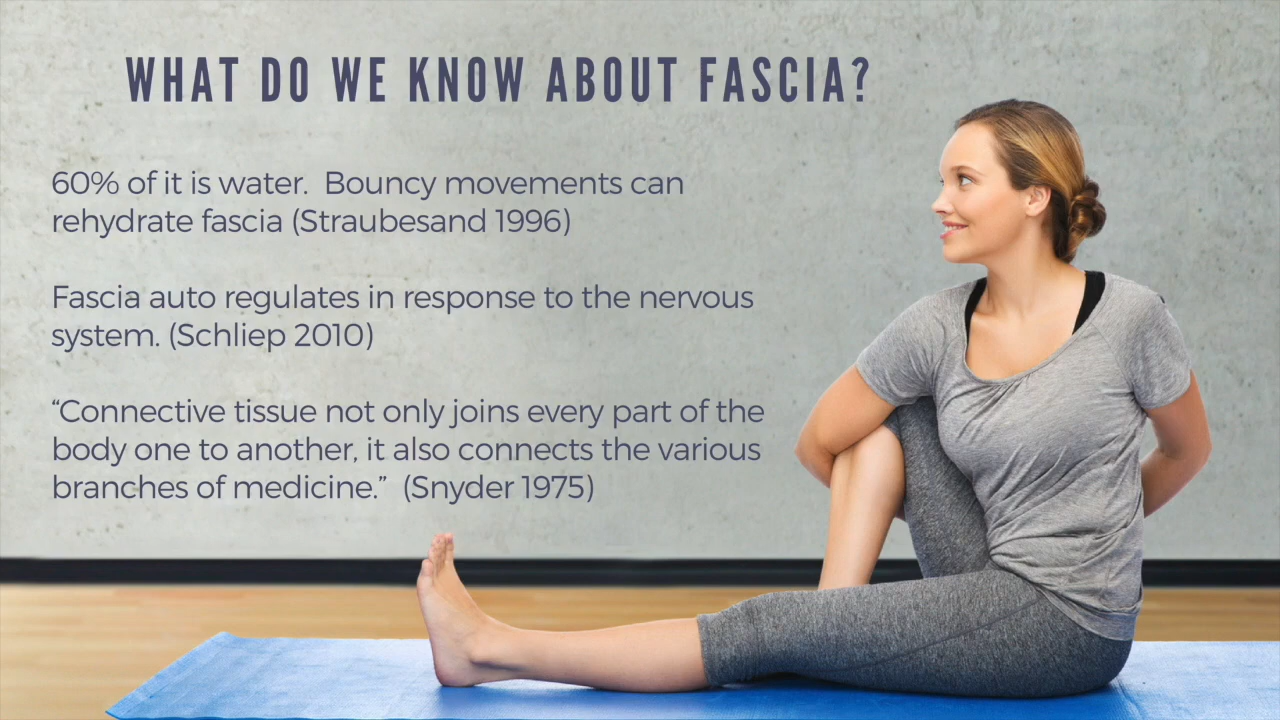 WHAT DO WE KNOW ABOUT FASCIA?
60% of it is water.  Bouncy movements can
rehydrate fascia (Straubesand 1996)
Fascia auto regulates in response to the nervous
system. (Schliep 2010)
“Connective tissue not only joins every part of the
body one to another, it also connects the various
branches of medicine.”  (Snyder 1975)